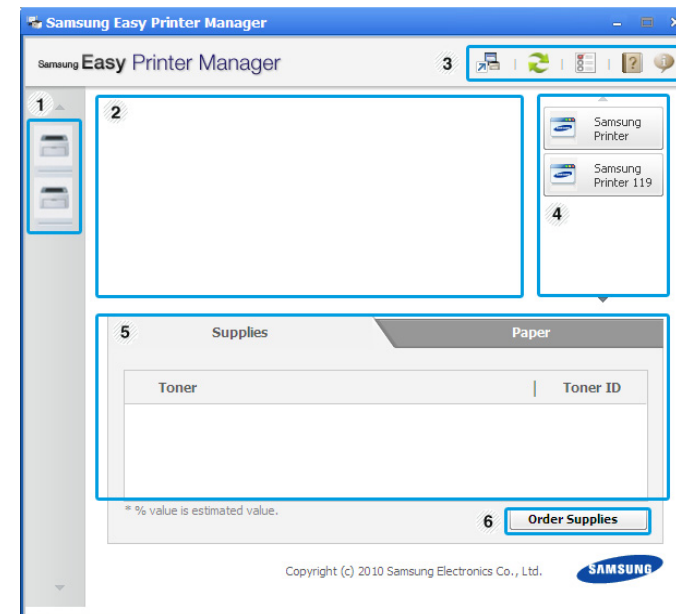 Samsung Easy Printer Manager
Samsung Easy Printer Manager
3
1
2
Samsung
Printer
Samsung
Printer 119
4
5 Supplies Paper
Toner Toner ID
* % value is estimated value.
6 Order Supplies
Copyright (c) 2010 Samsung Electronics Co., Ltd.
SAMSUNG